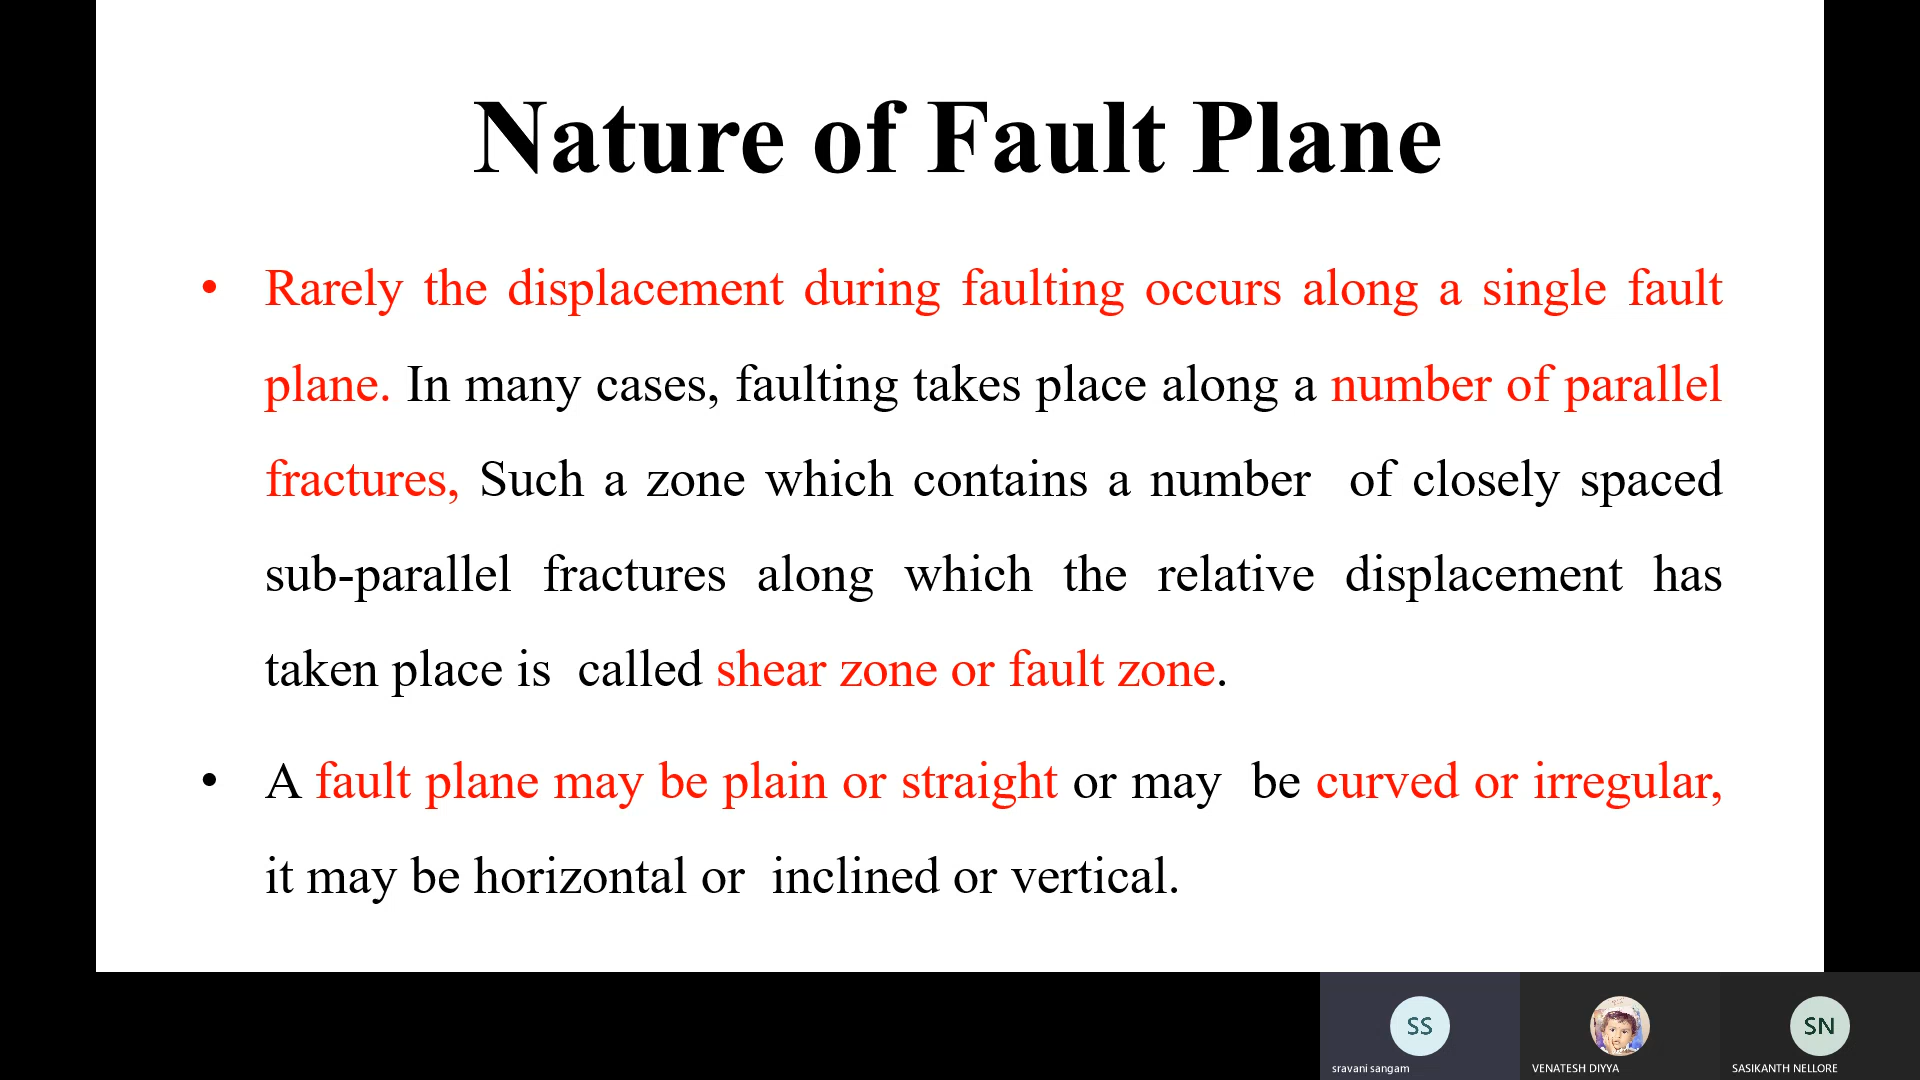 Nature of Fault Plane
• Rarely the displacement during faulting occurs along a single fault
plane. In many cases, faulting takes place along a number of parallel
fractures, Such a zone which contains a number of closely spaced
sub-parallel fractures along which the relative displacement has
taken place is called shear zone or fault zone.
• A fault plane may be plain or straight or may be curved or irregular,
it may be horizontal or inclined or vertical.
SS
SN
sravani sangam
VENATESH DIYYA
SASIKANTH NELLORE